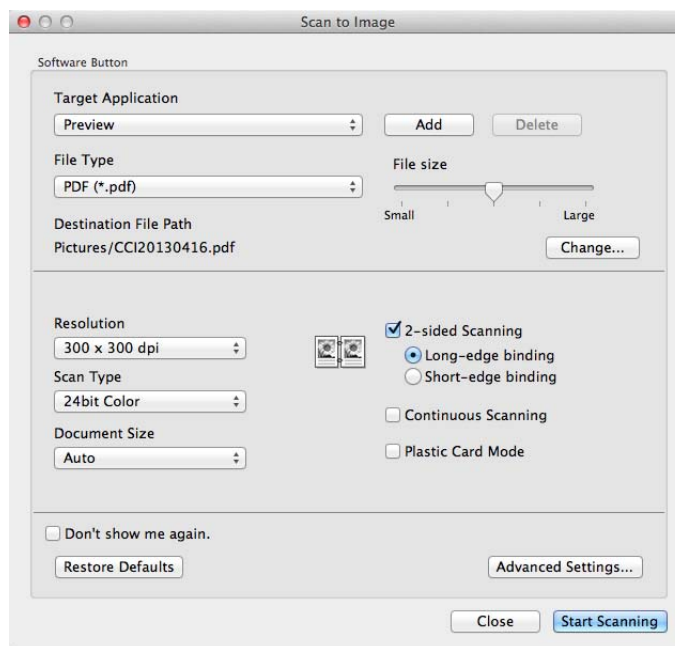 Scan to Image
Software Button
Target Application
Preview
Add
Delete
File Type
File size
PDF (*.pdf)
Small
Large
Destination File Path
Pictures/CCI20130416.pdf
Change...
Resolution
300 x 300 dpi
2-sided Scanning
Long-edge binding
Scan Type
Short-edge binding
24bit Color
Continuous Scanning
Document Size
Auto
Plastic Card Mode
Don't show me again.
Restore Defaults
Advanced Settings...
Close
Start Scanning